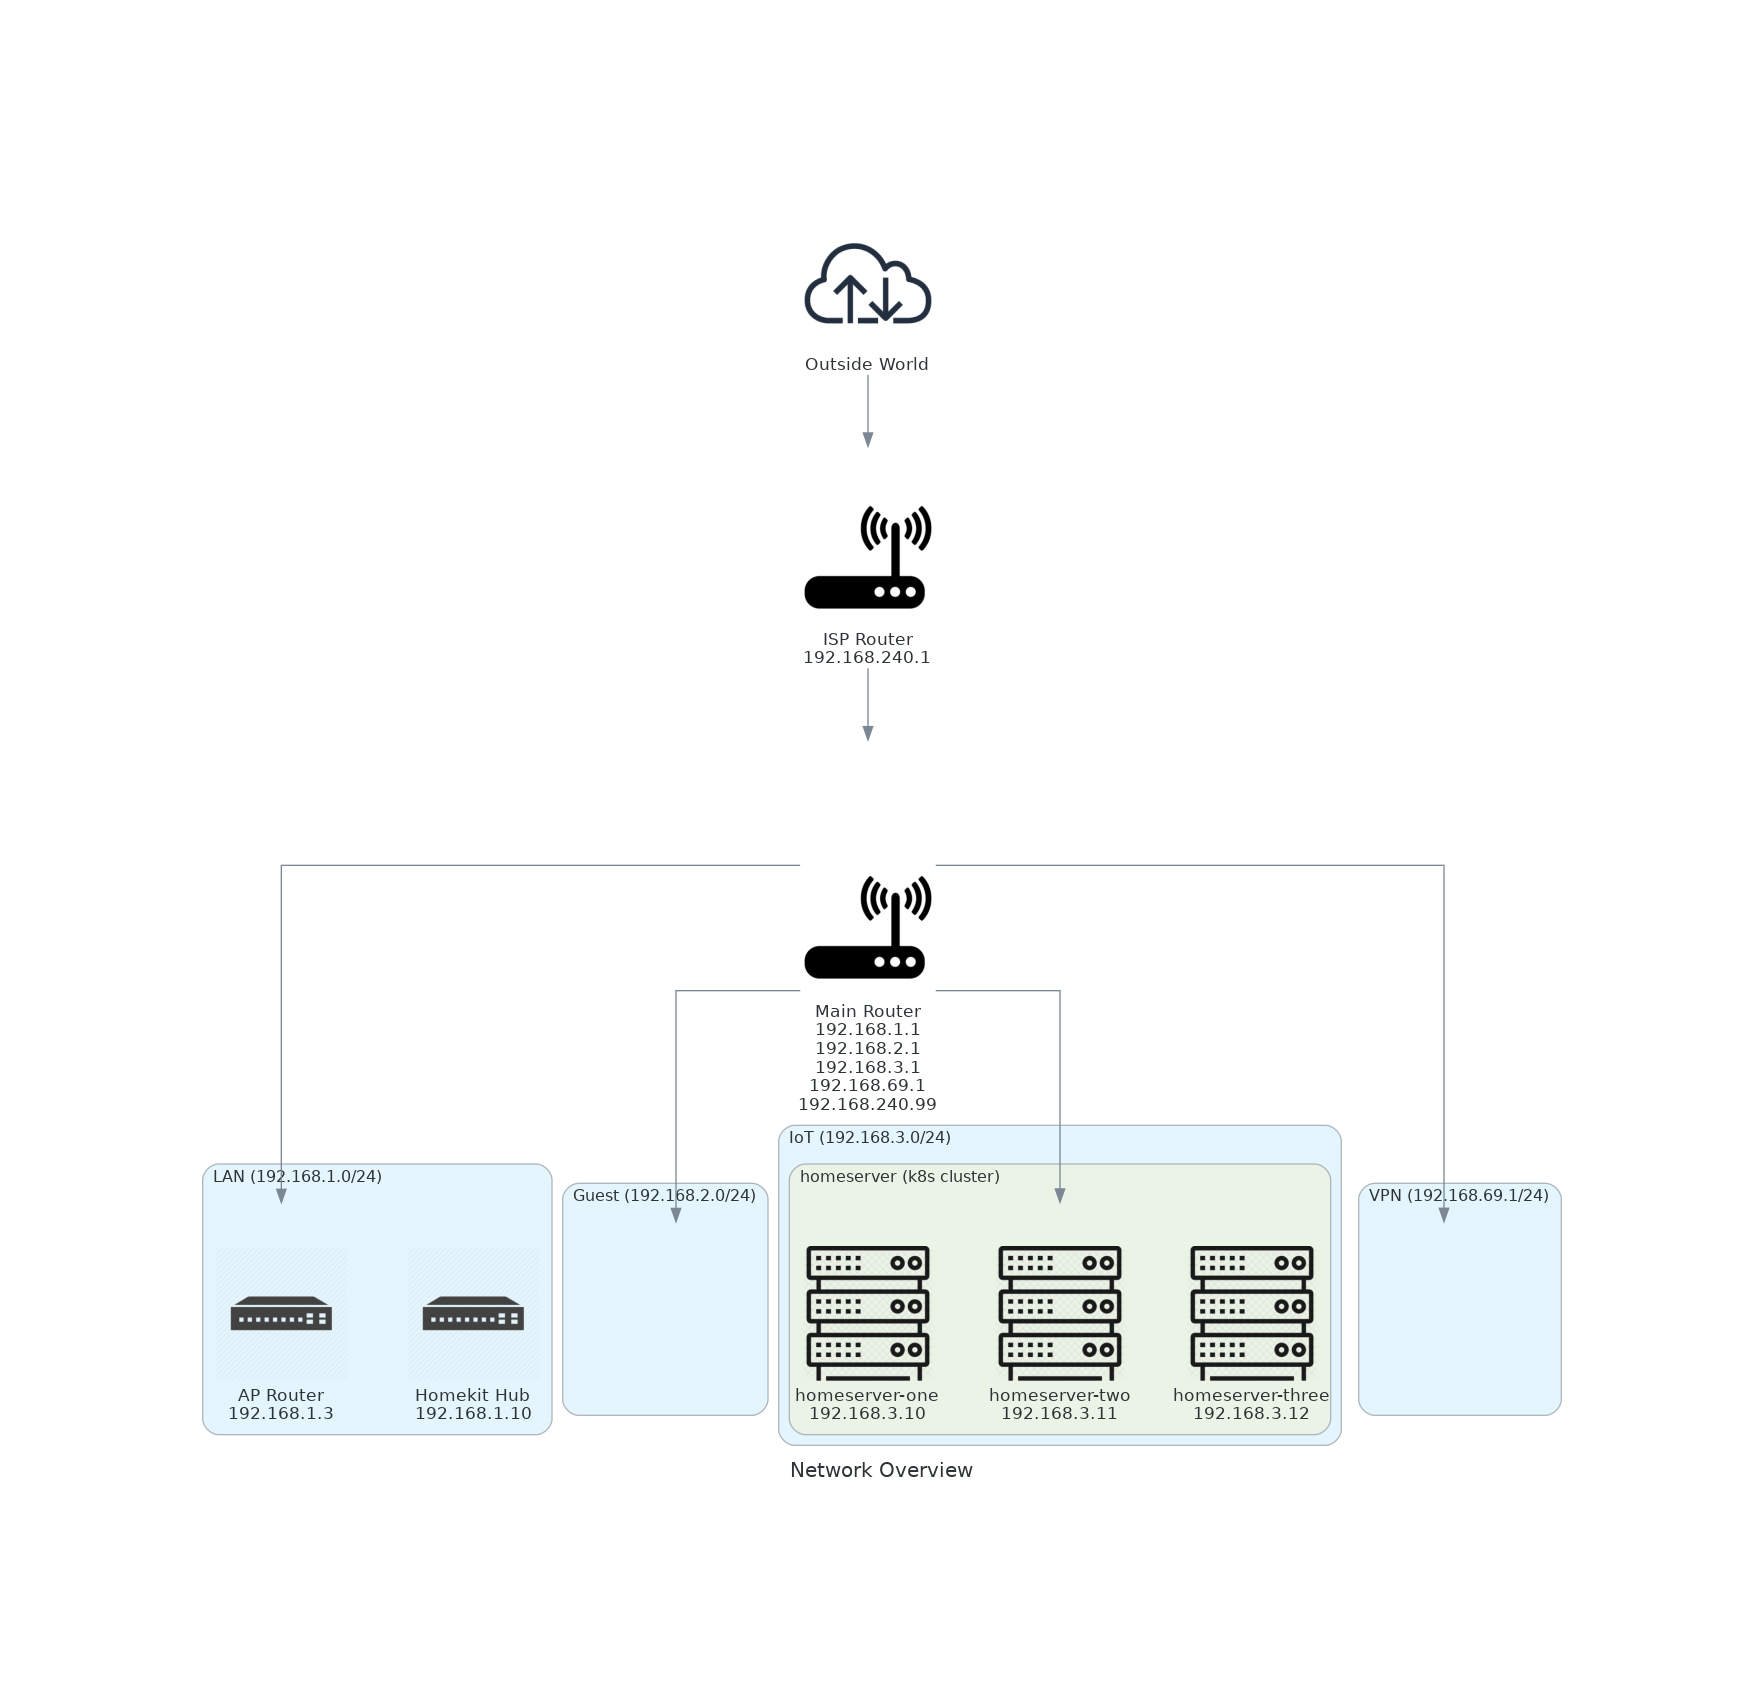 Outside World
ISP Router
192.168.240.1
Main Router
192.168.1.1
192.168.2.1
192.168.3.1
192.168.69.1
192.168.240.99
LAN (192.168.1.0/24)
AP Router
192.168.1.3
Homekit Hub
192.168.1.10
Guest (192.168.2.0/24)
IoT (192.168.3.0/24)
homeserver (k8s cluster)
homeserver-one
192.168.3.10
homeserver-two
192.168.3.11
homeserver-three
192.168.3.12
VPN (192.168.69.1/24)
Network Overview